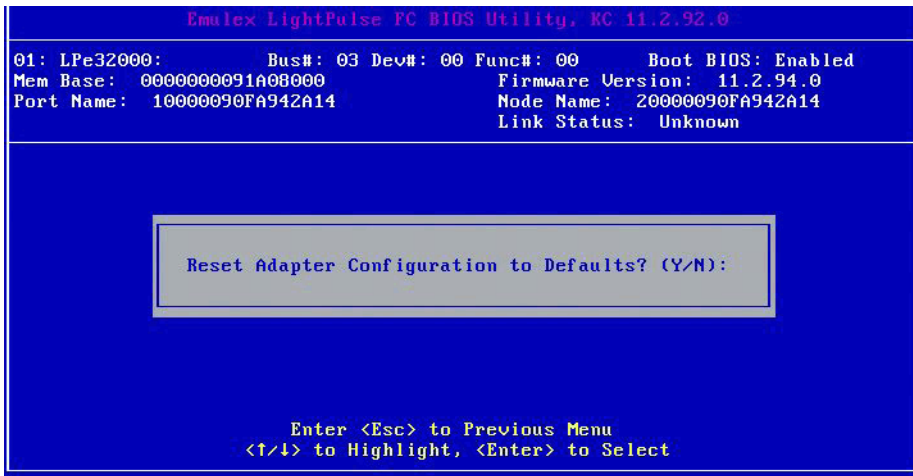 Emulex LightPulse FC BIOS Utility, KC 11.2.92.0
01: LPe32000: Bus#: 03 Dev#: 00 Func#: 00 Boot BIOS: Enabled
Mem Base: 0000000091A08000 Firmware Version: 11.2.94.0
Port Name: 10000090FA942A14 Node Name: 20000090FA942A14
Link Status: Unknown
Reset Adapter Configuration to Defaults? (Y/N):
Enter <Esc> to Previous Menu
<↑/↓> to Highlight, <Enter> to Select